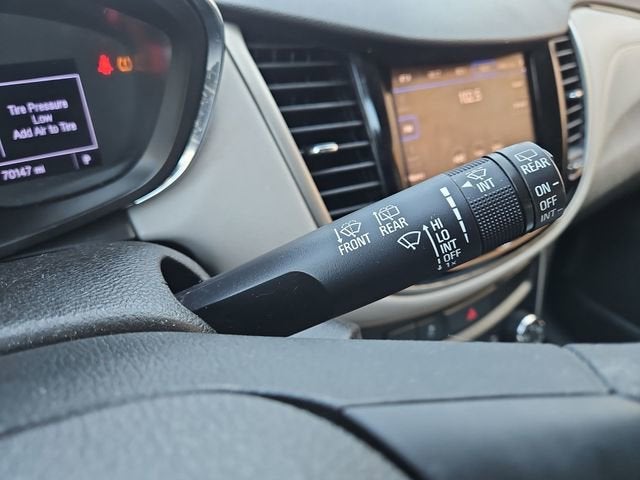 Tire Pressure
Low
Add Air to Tire
70147 mi
P
FRONT
REAR
HI
LO
INT
OFF
1x
INT
REAR
ON
OFF
INT